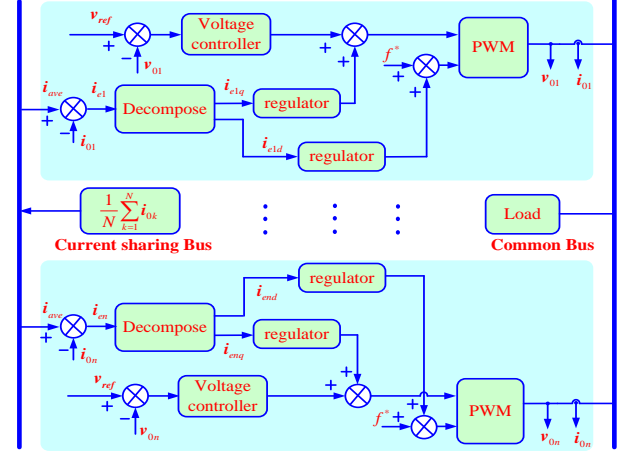 v_ref
+
−
v_01
Voltage
controller
+
+
f*
+
+
PWM
v_01
i_01
i_ave
+
−
i_01
i_e1
Decompose
i_e1q
regulator
i_e1d
regulator
1/N ∑_{k=1}^{N} i_0k
Current sharing Bus
Load
Common Bus
i_ave
+
−
i_0n
i_en
Decompose
i_end
regulator
i_enq
regulator
v_ref
+
−
v_0n
Voltage
controller
+
+
f*
+
+
PWM
v_0n
i_0n